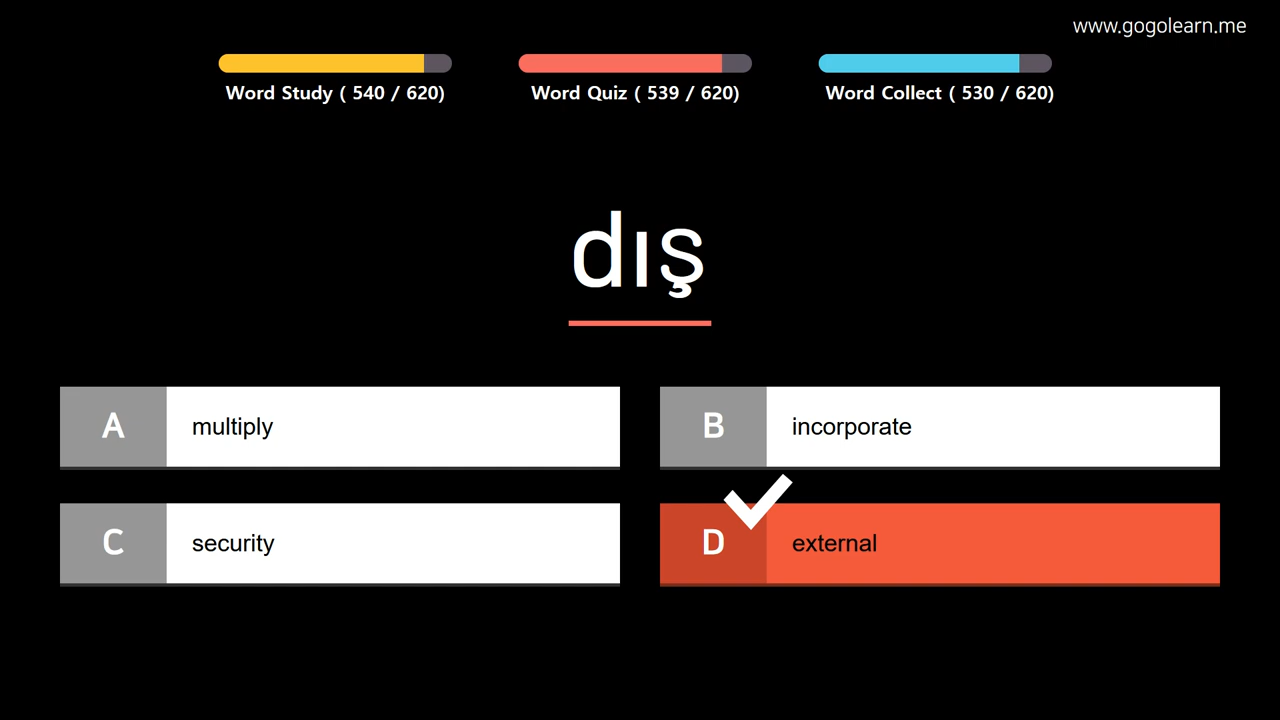 www.gogolearn.me
Word Study ( 540 / 620)
Word Quiz ( 539 / 620)
Word Collect ( 530 / 620)
dış
A multiply
B incorporate
C security
D external